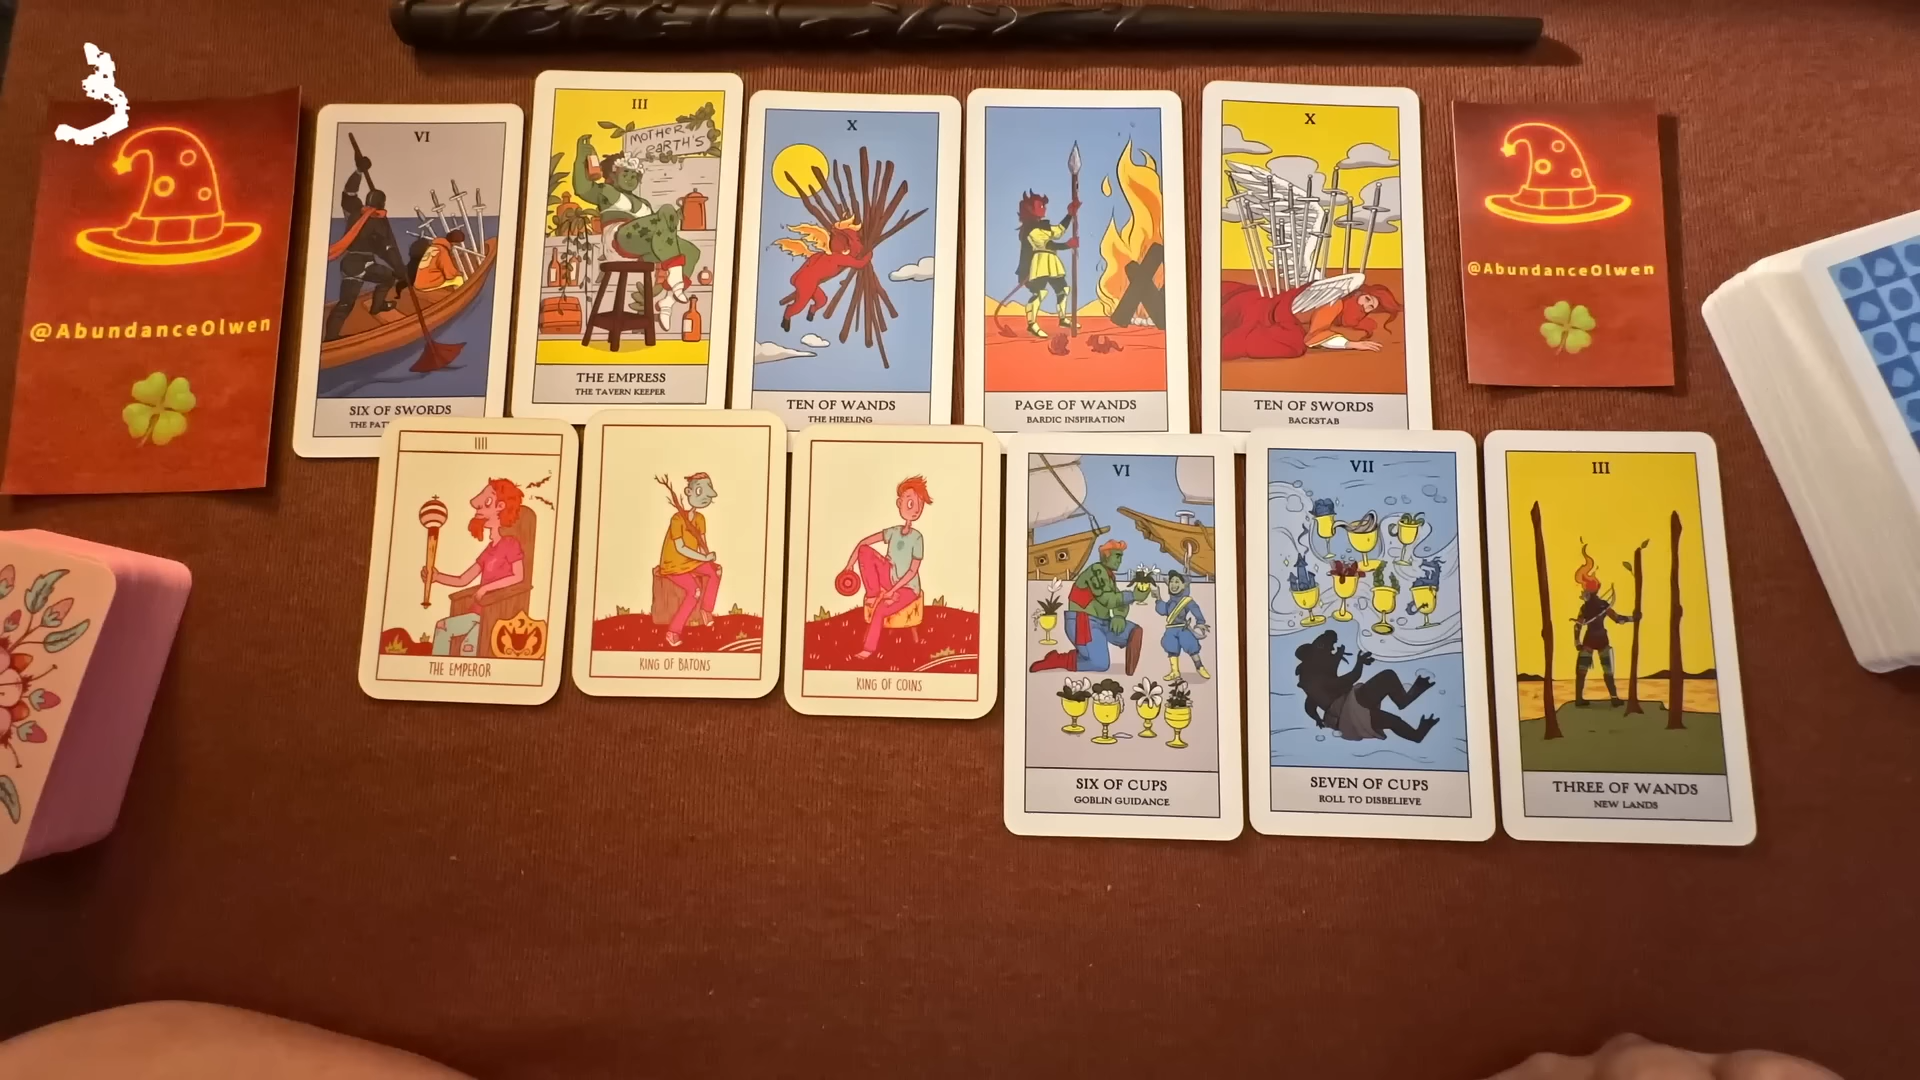 3
@AbundanceOlwen
VI
SIX OF SWORDS
THE
III
MOTHER
EARTH'S
THE EMPRESS
THE TAVERN KEEPER
X
TEN OF WANDS
THE HIRELING
PAGE OF WANDS
BARDIC INSPIRATION
X
TEN OF SWORDS
BACKSTAB
@AbundanceOlwen
IIII
THE EMPEROR
KING OF BATONS
KING OF COINS
VI
SIX OF CUPS
GOBLIN GUIDANCE
VII
SEVEN OF CUPS
ROLL TO DISBELIEVE
III
THREE OF WANDS
NEW LANDS